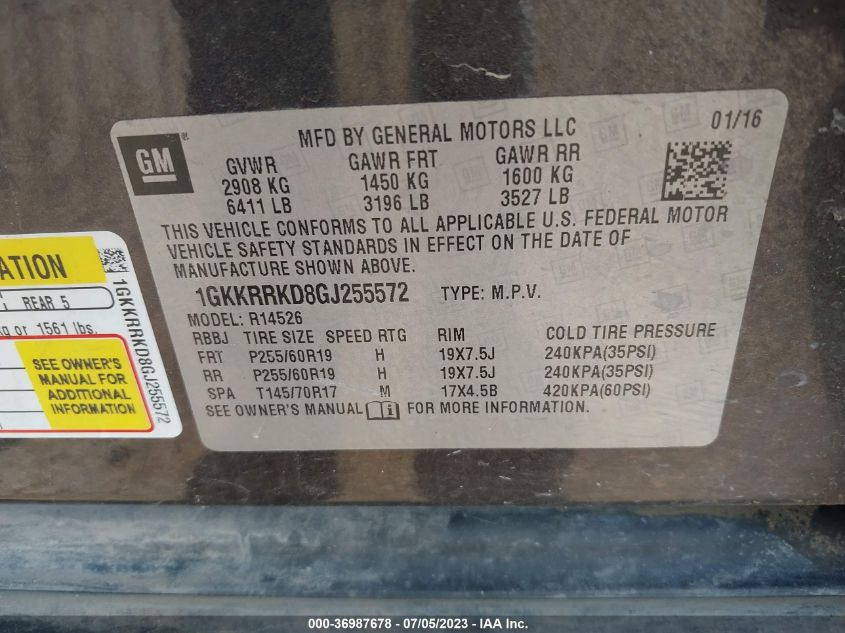 GM
MFD BY GENERAL MOTORS LLC
01/16
GVWR GAWR FRT GAWR RR
2908 KG 1450 KG 1600 KG
6411 LB 3196 LB 3527 LB
THIS VEHICLE CONFORMS TO ALL APPLICABLE U.S. FEDERAL MOTOR
VEHICLE SAFETY STANDARDS IN EFFECT ON THE DATE OF
MANUFACTURE SHOWN ABOVE.
1GKKRRKD8GJ255572 TYPE: M.P.V.
MODEL: R14526
RBBJ TIRE SIZE SPEED RTG RIM COLD TIRE PRESSURE
FRT P255/60R19 H 19X7.5J 240KPA(35PSI)
RR P255/60R19 H 19X7.5J 240KPA(35PSI)
SPA T145/70R17 M 17X4.5B 420KPA(60PSI)
SEE OWNER'S MANUAL FOR MORE INFORMATION.
ATION
REAR 5
kg or 1561 lbs.
SEE OWNER'S
MANUAL FOR
ADDITIONAL
INFORMATION
1GKKRRKD8GJ255572
000-36987678 - 07/05/2023 - IAA Inc.